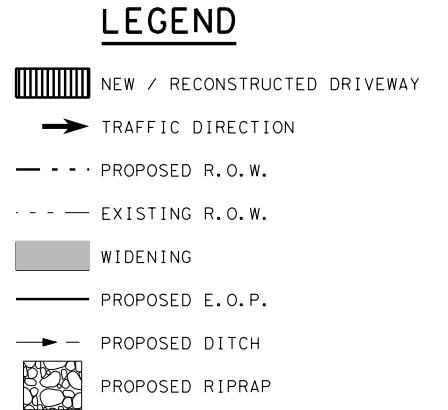 LEGEND
NEW / RECONSTRUCTED DRIVEWAY
TRAFFIC DIRECTION
PROPOSED R.O.W.
EXISTING R.O.W.
WIDENING
PROPOSED E.O.P.
PROPOSED DITCH
PROPOSED RIPRAP